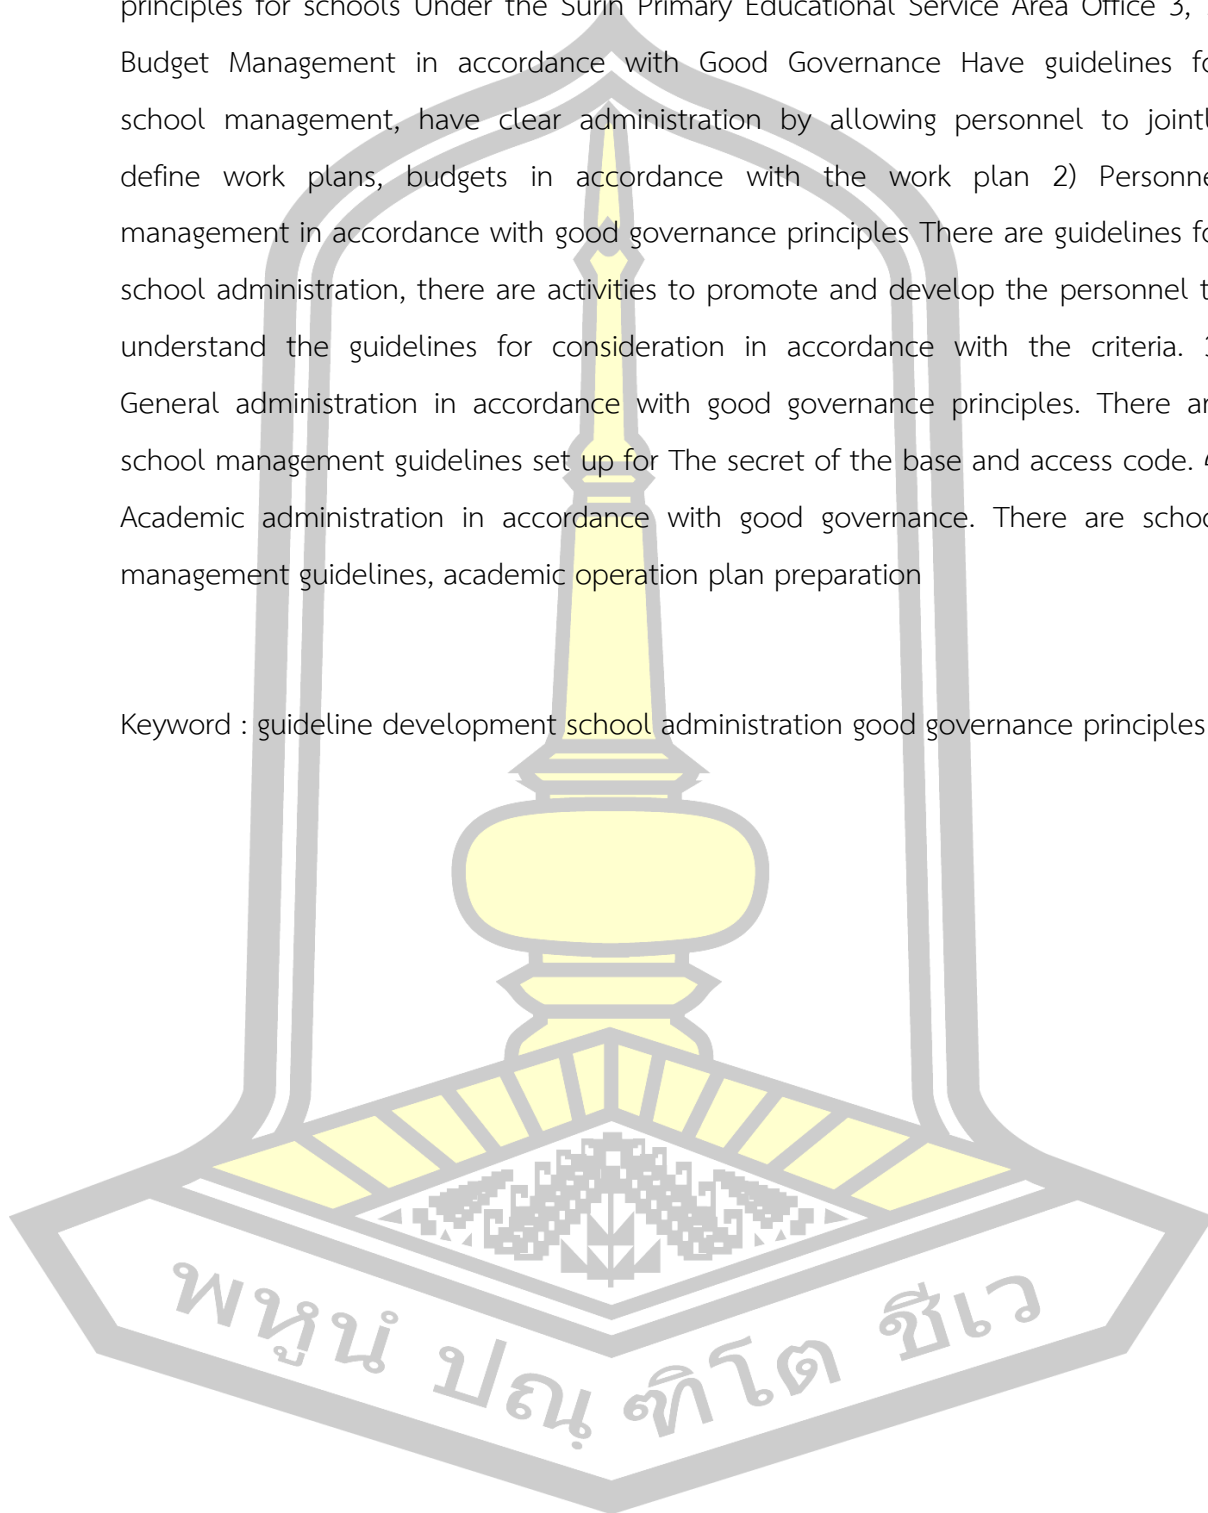 principles for schools Under the Surin Primary Educational Service Area Office 3,
Budget Management in accordance with Good Governance Have guidelines
school management, have clear administration by allowing personnel to
define work plans, budgets in accordance with the work plan 2)
management in accordance with good governance principles There are guidelines
school administration, there are activities to promote and develop the personnel
understand the guidelines for consideration in accordance with the criteria.
General administration in accordance with good governance principles. There
school management guidelines set up for The secret of the base and access code.
Academic administration in accordance with good governance. There are
management guidelines, academic operation plan preparation
Keyword : guideline development school administration good governance principles
พหูนํ ปณฺฑิโต ชีเว